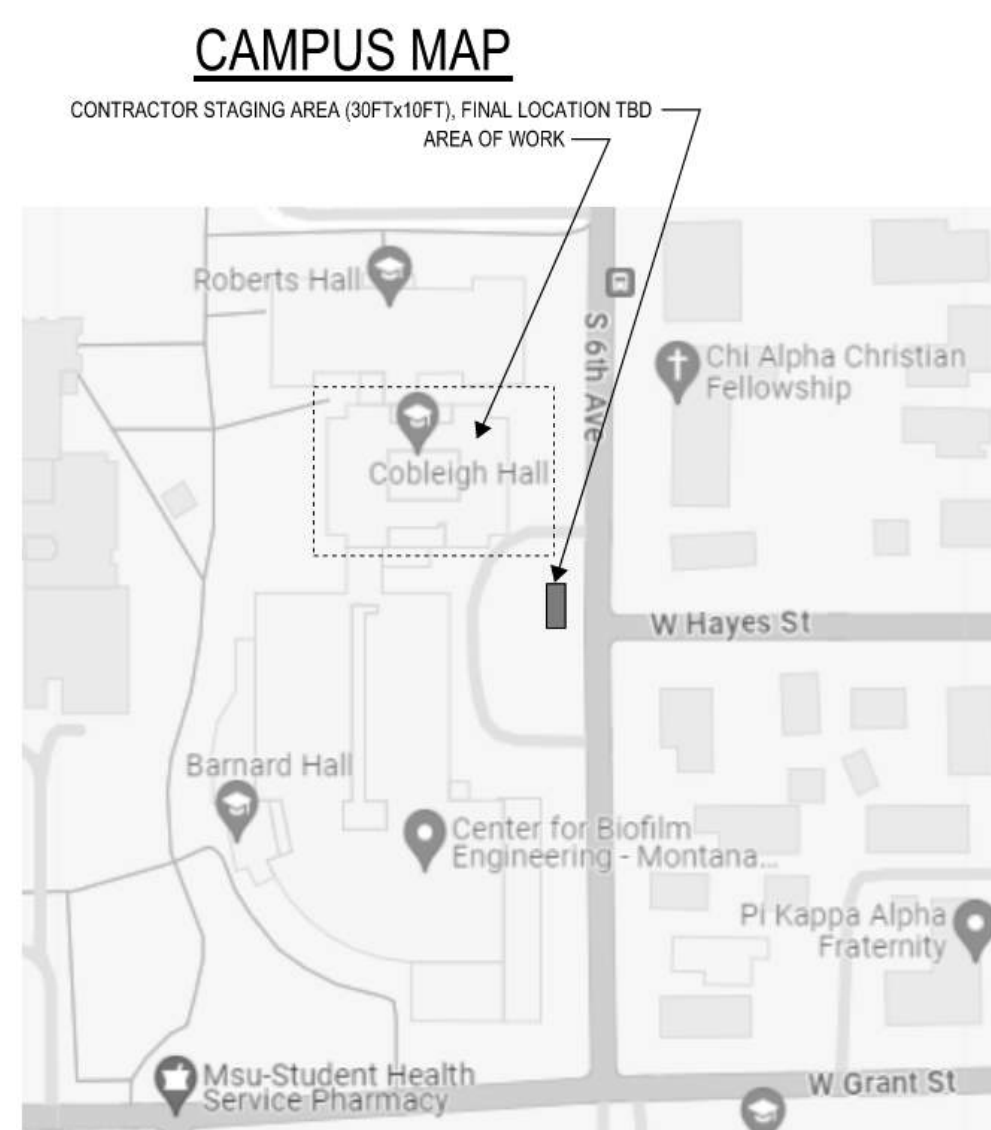 CAMPUS MAP
CONTRACTOR STAGING AREA (30FTx10FT), FINAL LOCATION TBD
AREA OF WORK
Roberts Hall
S 6th Ave
Chi Alpha Christian
Fellowship
Cobleigh Hall
W Hayes St
Barnard Hall
Center for Biofilm
Engineering - Montana...
Pi Kappa Alpha
Fraternity
Msu-Student Health
Service Pharmacy
W Grant St